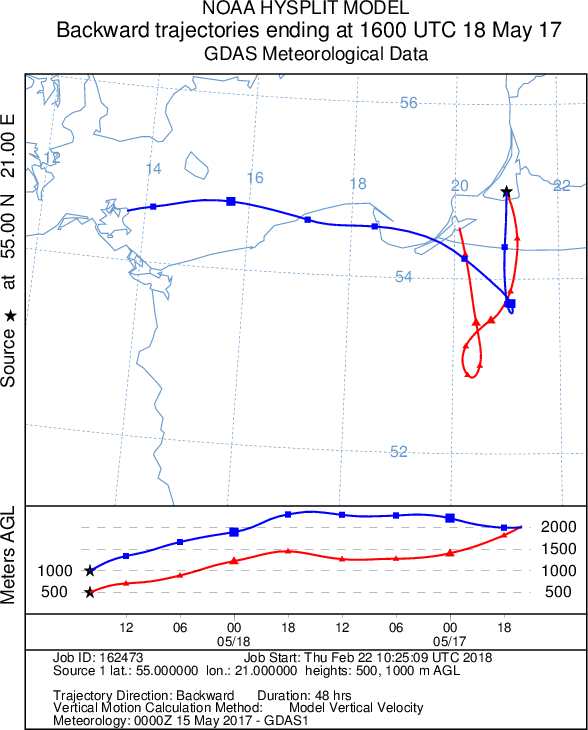 NOAA HYSPLIT MODEL
Backward trajectories ending at 1600 UTC 18 May 17
GDAS Meteorological Data
Source ★ at 55.00 N 21.00 E
56
12
14
16
18
20
22
54
52
Meters AGL
2000
1500
1000 1000
500 500
12 06 00 18 12 06 00 18
05/18 05/17
Job ID: 162473 Job Start: Thu Feb 22 10:25:09 UTC 2018
Source 1 lat.: 55.000000 lon.: 21.000000 heights: 500, 1000 m AGL
Trajectory Direction: Backward Duration: 48 hrs
Vertical Motion Calculation Method: Model Vertical Velocity
Meteorology: 0000Z 15 May 2017 - GDAS1